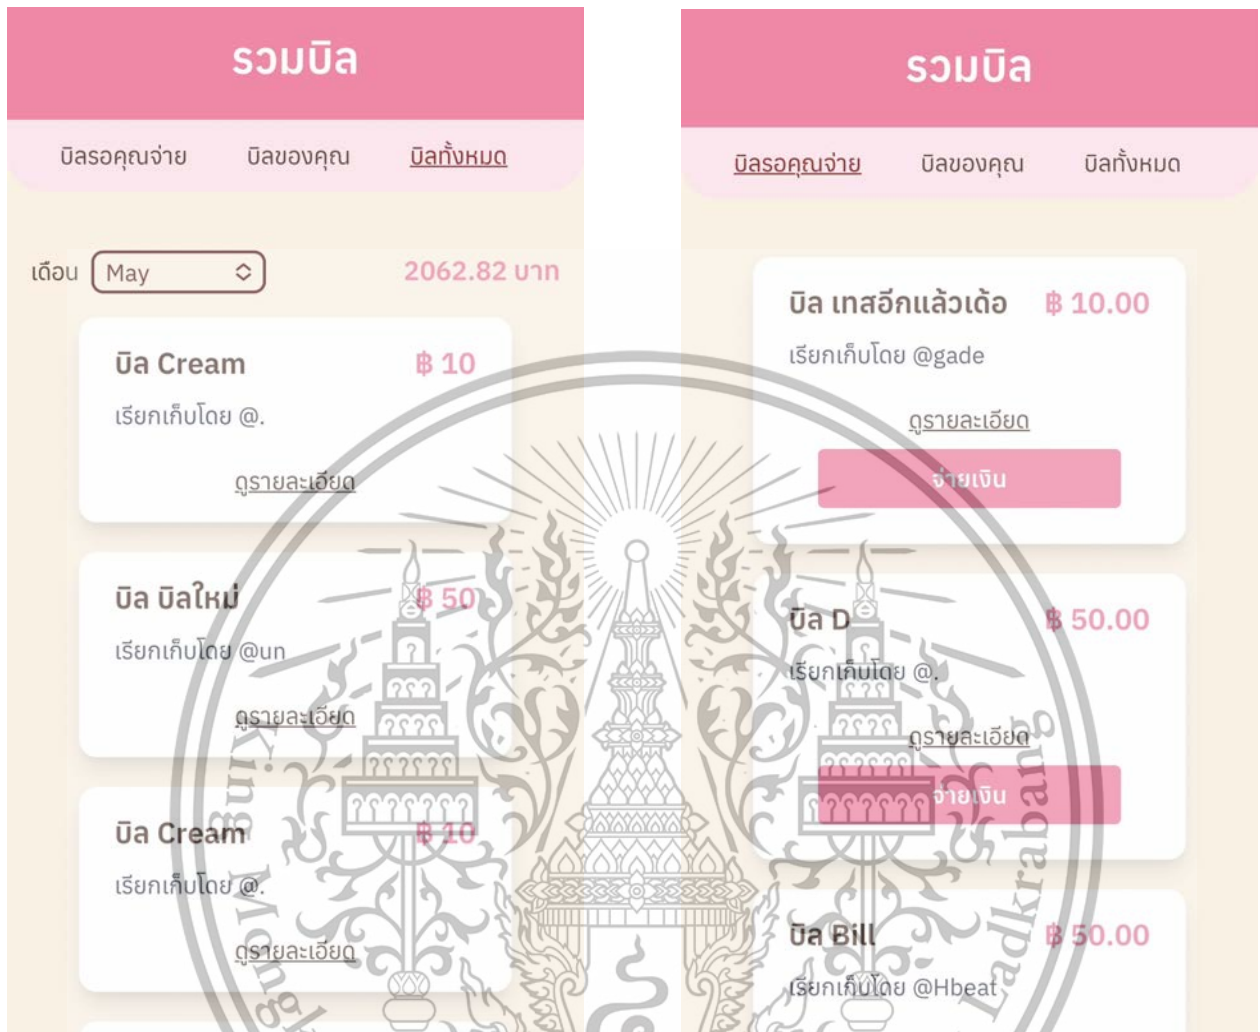 รวมบิล
บิลรอคุณจ่าย บิลของคุณ บิลทั้งหมด
เดือน May 2062.82 บาท
บิล Cream ฿ 10
เรียกเก็บโดย @.
ดูรายละเอียด
บิล บิลใหม่ ฿ 50
เรียกเก็บโดย @un
ดูรายละเอียด
บิล Cream ฿ 10
เรียกเก็บโดย @.
ดูรายละเอียด
รวมบิล
บิลรอคุณจ่าย บิลของคุณ บิลทั้งหมด
บิล เทสอีกแล้วเด้อ ฿ 10.00
เรียกเก็บโดย @gade
ดูรายละเอียด
จ่ายเงิน
บิล D ฿ 50.00
เรียกเก็บโดย @.
ดูรายละเอียด
จ่ายเงิน
บิล Bill ฿ 50.00
เรียกเก็บโดย @Hbeat
King Mongk
Ladkrabang